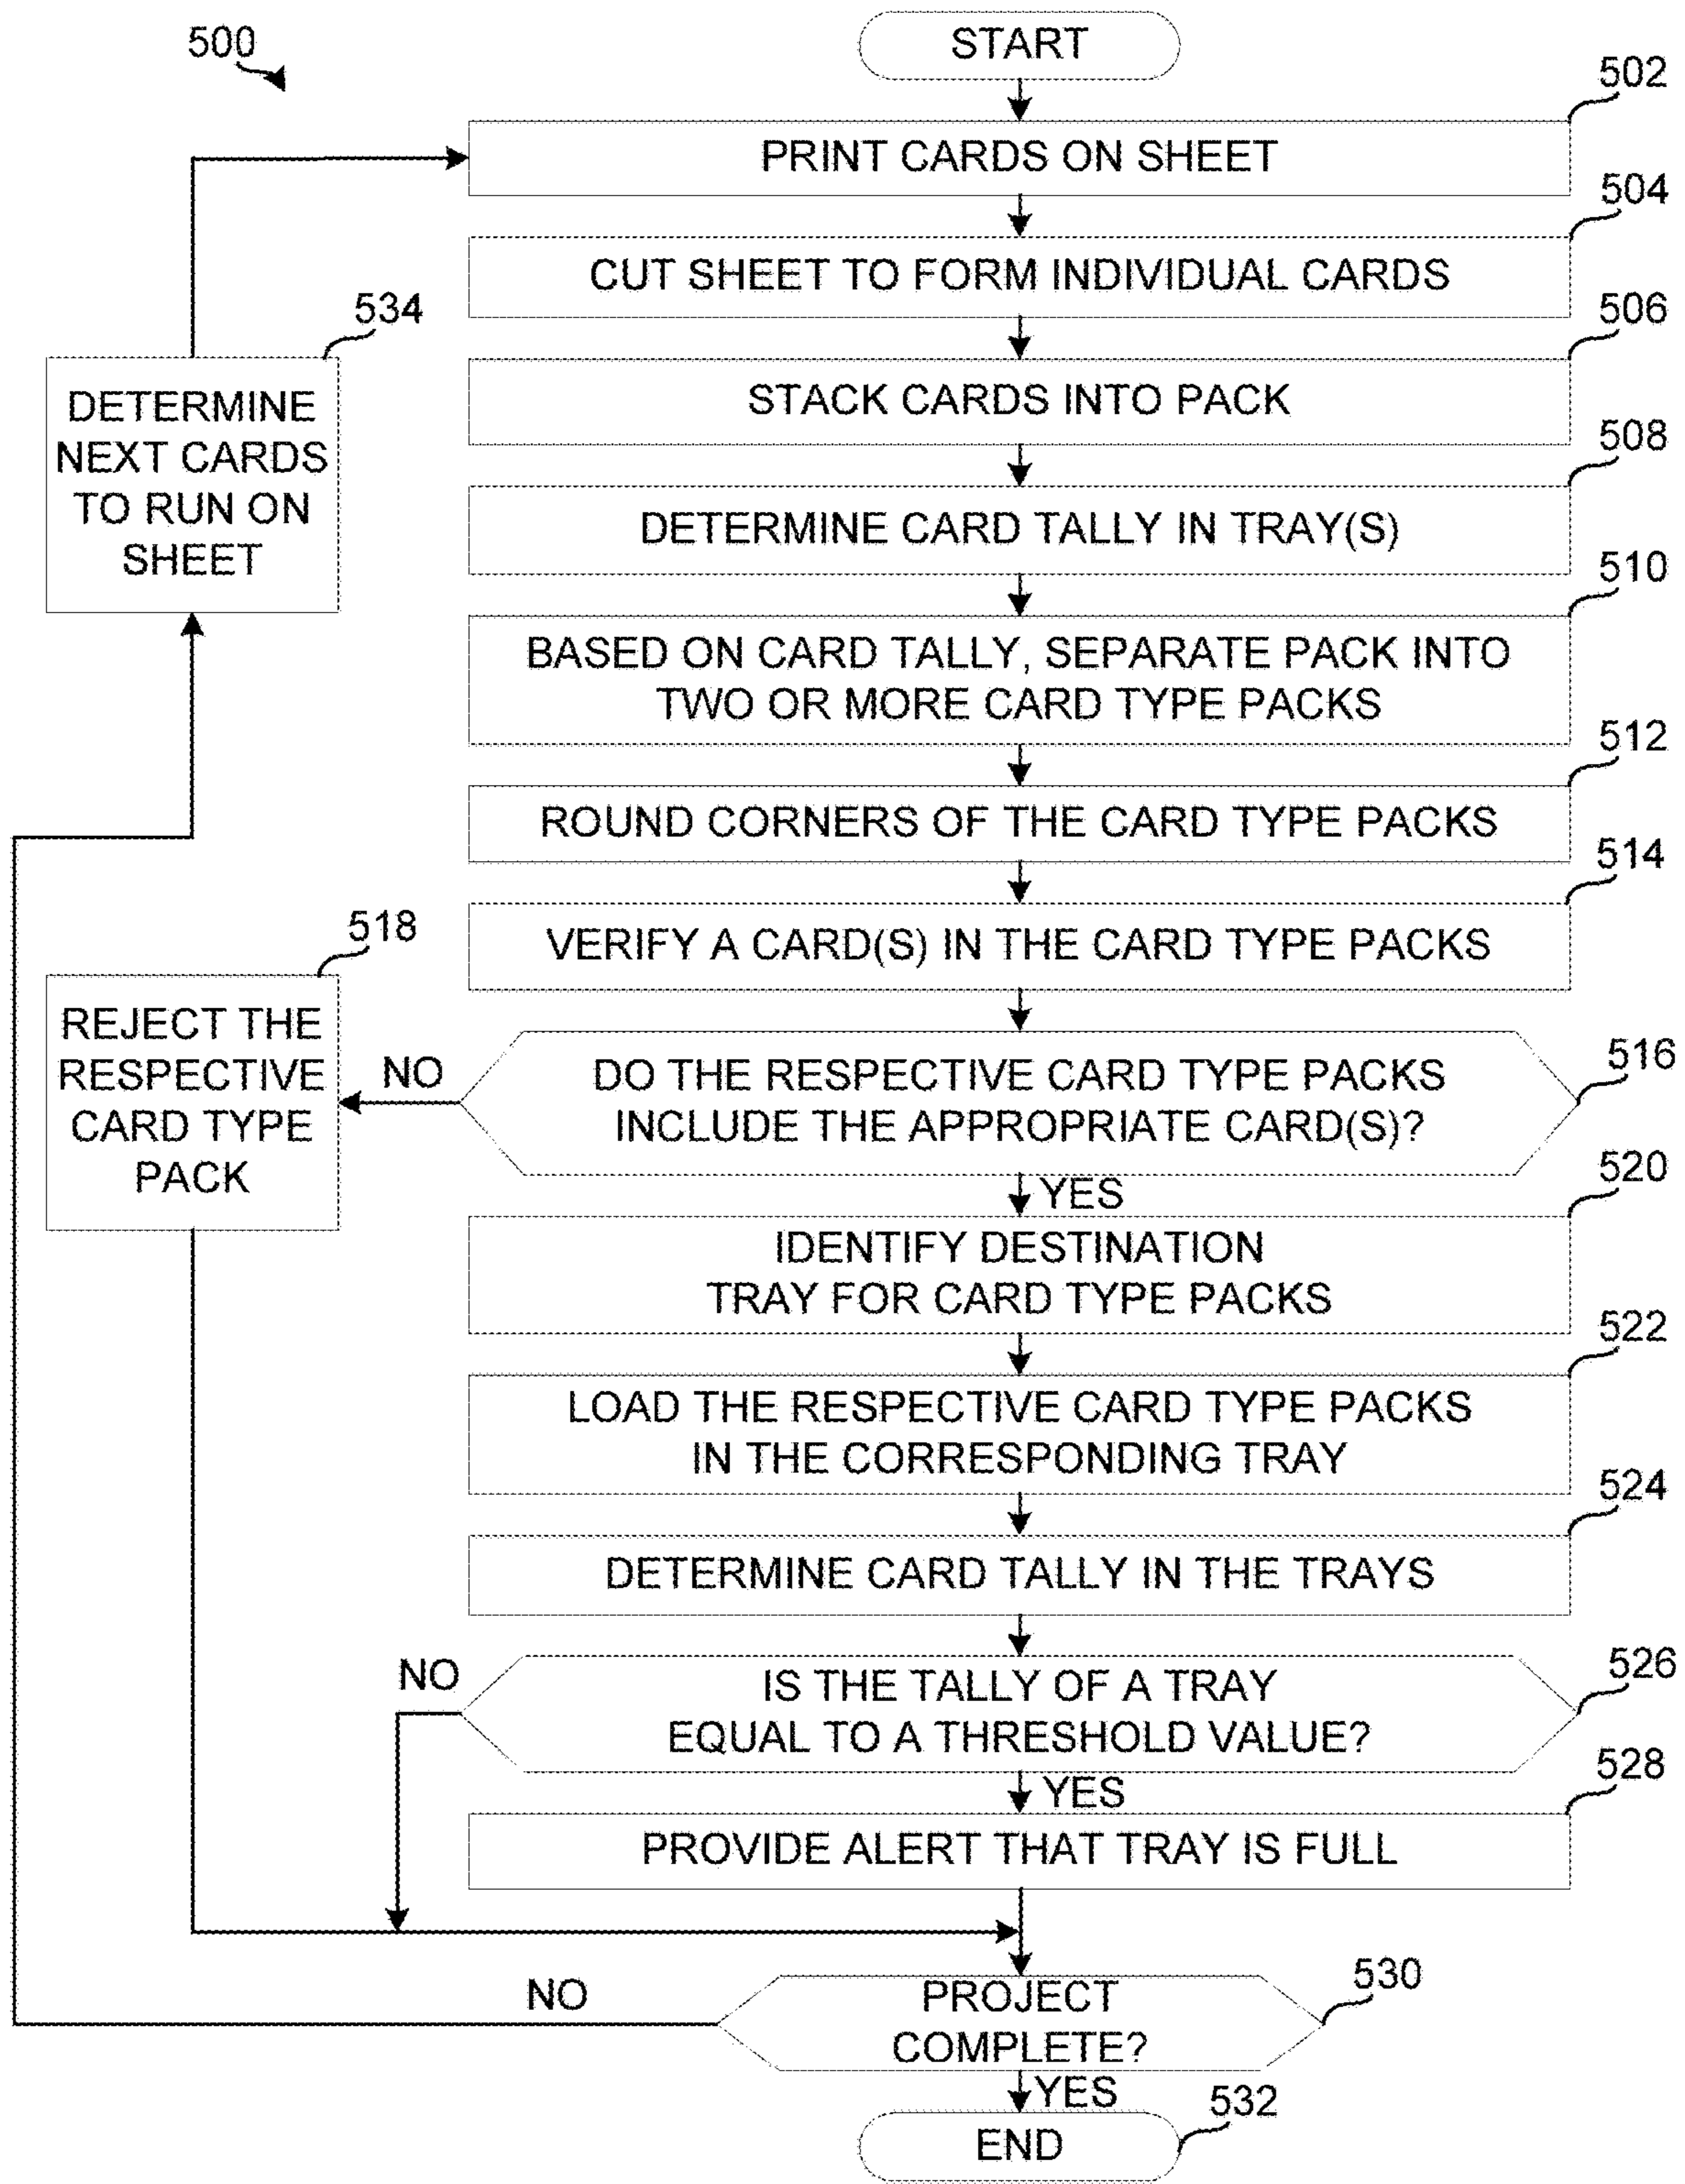 500
START
502
PRINT CARDS ON SHEET
504
CUT SHEET TO FORM INDIVIDUAL CARDS
506
STACK CARDS INTO PACK
508
DETERMINE CARD TALLY IN TRAY(S)
510
BASED ON CARD TALLY, SEPARATE PACK INTO
TWO OR MORE CARD TYPE PACKS
512
ROUND CORNERS OF THE CARD TYPE PACKS
514
VERIFY A CARD(S) IN THE CARD TYPE PACKS
516
DO THE RESPECTIVE CARD TYPE PACKS
INCLUDE THE APPROPRIATE CARD(S)?
NO
518
REJECT THE
RESPECTIVE
CARD TYPE
PACK
YES
520
IDENTIFY DESTINATION
TRAY FOR CARD TYPE PACKS
522
LOAD THE RESPECTIVE CARD TYPE PACKS
IN THE CORRESPONDING TRAY
524
DETERMINE CARD TALLY IN THE TRAYS
526
IS THE TALLY OF A TRAY
EQUAL TO A THRESHOLD VALUE?
NO
YES
528
PROVIDE ALERT THAT TRAY IS FULL
530
PROJECT
COMPLETE?
NO
534
DETERMINE
NEXT CARDS
TO RUN ON
SHEET
YES
532
END